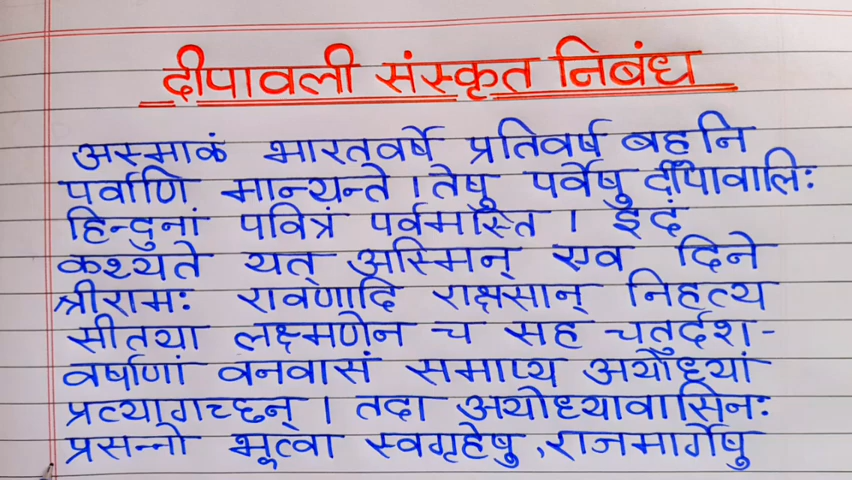 दीपावली संस्कृत निबंध
अस्माकं भारतवर्षे प्रतिवर्ष बहूनि
पर्वाणि मान्यन्ते । तेषु पर्वेषु दीपावालिः
हिन्दुनां पवित्रं पर्वमस्ति । इदं
कथ्यते यत् अस्मिन् एव दिने
श्रीरामः रावणादि राक्षसान् निहत्य
सीतया लक्ष्मणेन च सह चतुर्दश-
वर्षाणां वनवासं समाप्य अयोध्यां
प्रत्यागच्छन् । तदा अयोध्यावासिनः
प्रसन्नो भूत्वा स्वगृहेषु, राजमार्गेषु